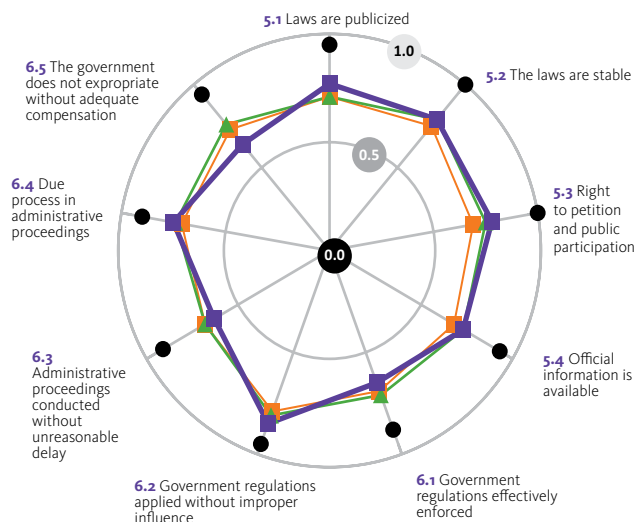 5.1 Laws are publicized
1.0
5.2 The laws are stable
0.5
5.3 Right
to petition
and public
participation
0.0
5.4 Official
information is
available
6.1 Government
regulations effectively
enforced
6.2 Government regulations
applied without improper
influence
6.3
Administrative
proceedings
conducted
without
unreasonable
delay
6.4 Due
process in
administrative
proceedings
6.5 The government
does not expropriate
without adequate
compensation